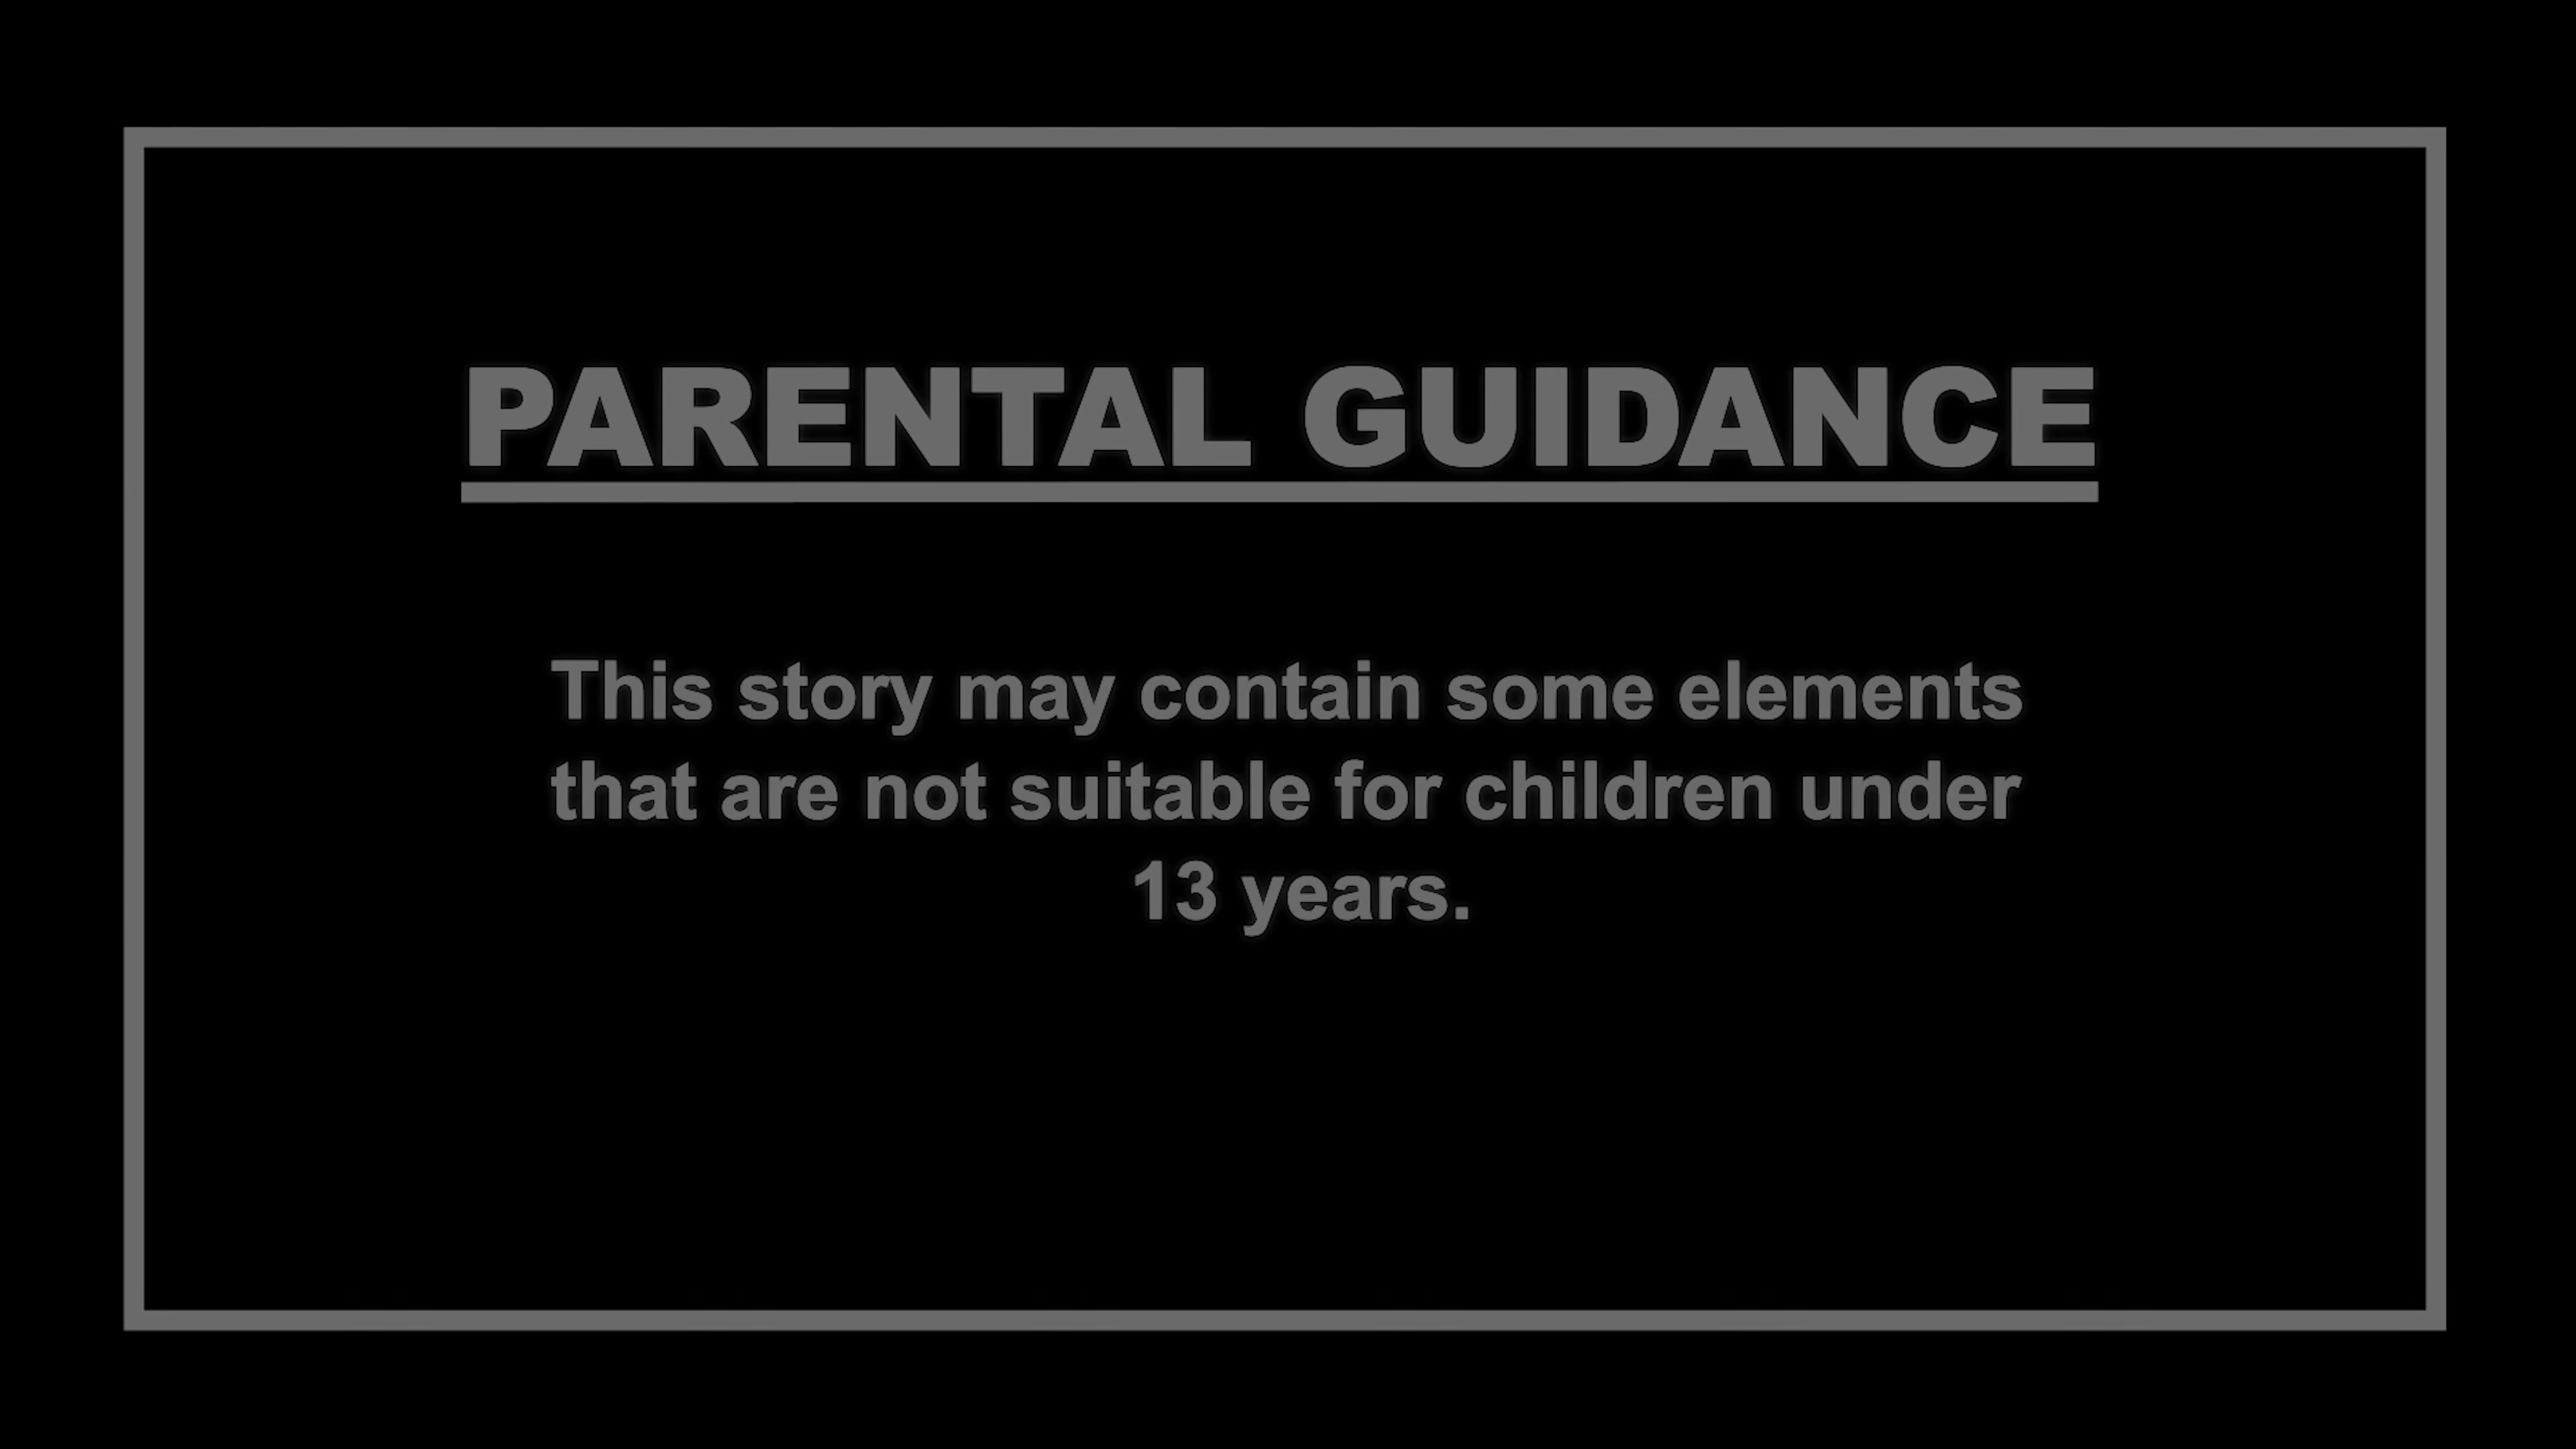 PARENTAL GUIDANCE
This story may contain some elements
that are not suitable for children under
13 years.